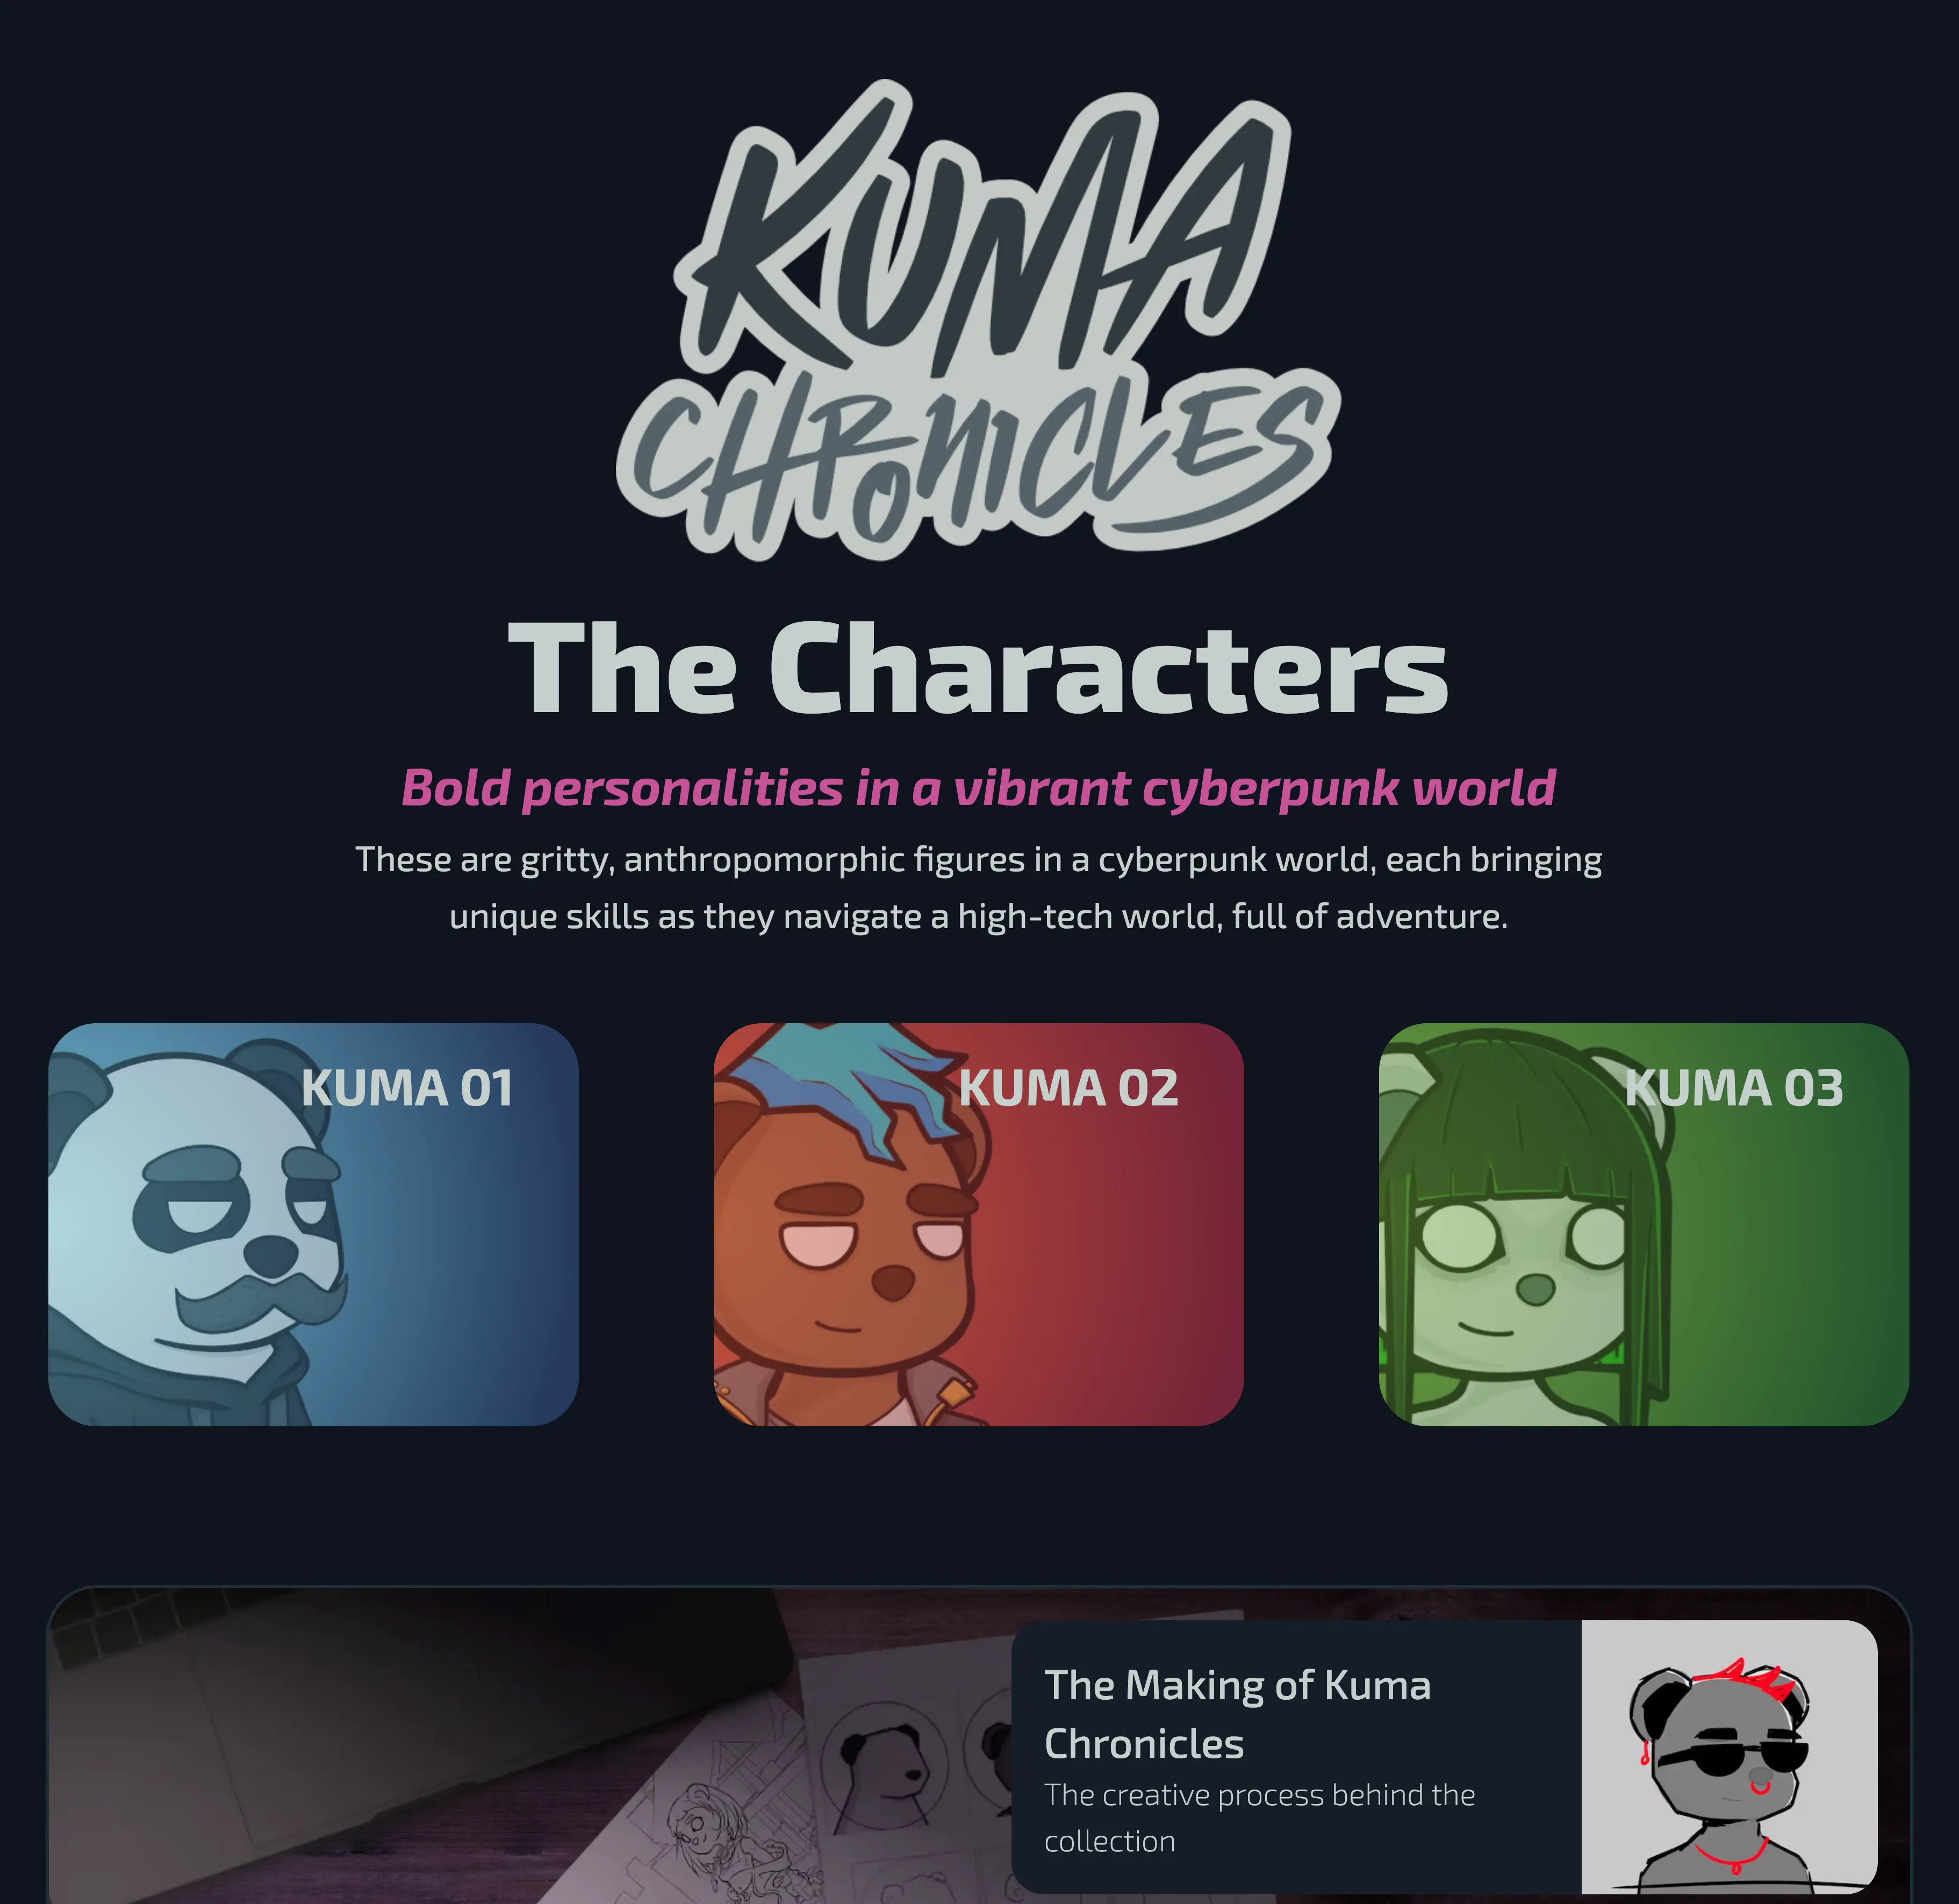 KUMA
CHRONICLES
The Characters
Bold personalities in a vibrant cyberpunk world
These are gritty, anthropomorphic figures in a cyberpunk world, each bringing
unique skills as they navigate a high-tech world, full of adventure.
KUMA 01
KUMA 02
KUMA 03
The Making of Kuma
Chronicles
The creative process behind the
collection